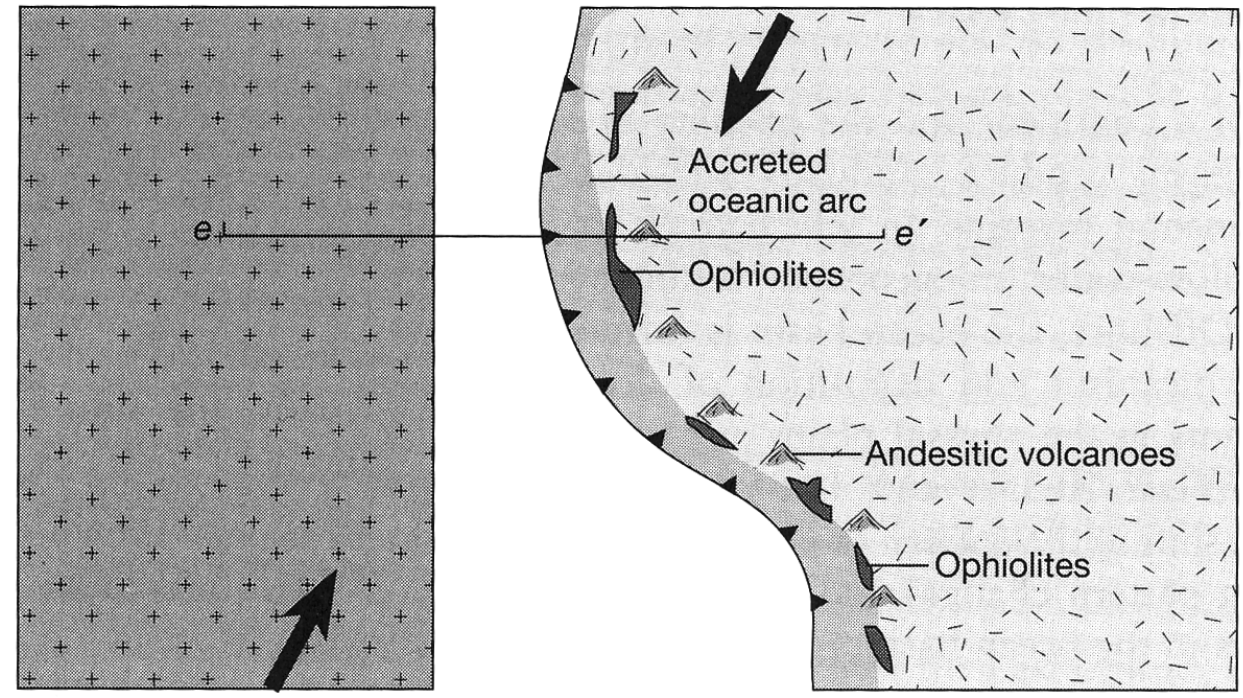 Accreted
oceanic arc
e
e´
Ophiolites
Andesitic volcanoes
Ophiolites